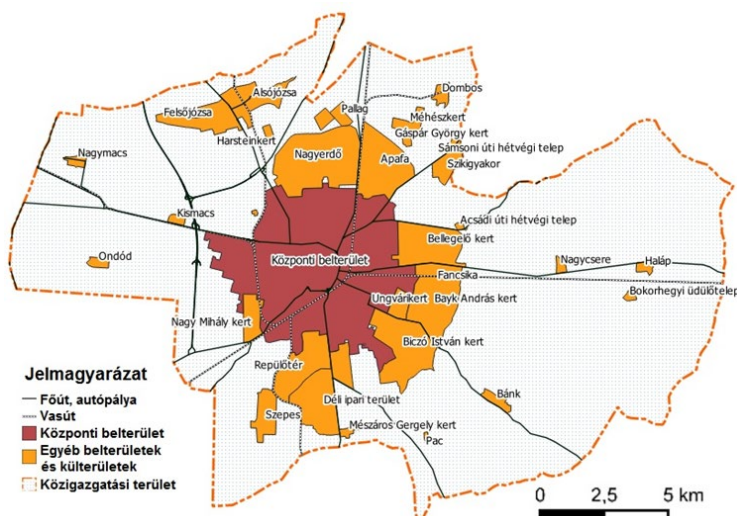 Dombos
Alsójózsa
Pallag
Méhészkert
Felsőjózsa
Gáspár György kert
Harsteinkert
Sámsoni úti hétvégi telep
Nagymacs
Nagyerdő
Apafa
Szikigyakor
Kismacs
Acsádi úti hétvégi telep
Bellegelő kert
Ondód
Központi belterület
Nagycsere
Haláp
Fancsika
Bokorhegyi üdülőtelep
Ungvárikert
Bayk András kert
Nagy Mihály kert
Biczó István kert
Repülőtér
Bánk
Déli ipari terület
Szepes
Mészáros Gergely kert
Pac
Jelmagyarázat
Főút, autópálya
Vasút
Központi belterület
Egyéb belterületek
és külterületek
Közigazgatási terület
0 2,5 5 km